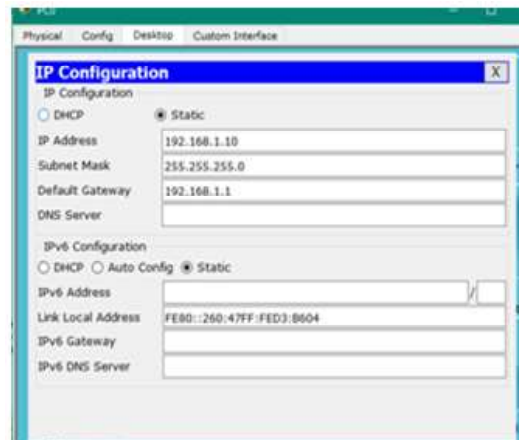 Physical Config Desktop Custom Interface
IP Configuration X
IP Configuration
DHCP Static
IP Address 192.168.1.10
Subnet Mask 255.255.255.0
Default Gateway 192.168.1.1
DNS Server
IPv6 Configuration
DHCP Auto Config Static
IPv6 Address /
Link Local Address FE80::260:47FF:FED3:B604
IPv6 Gateway
IPv6 DNS Server